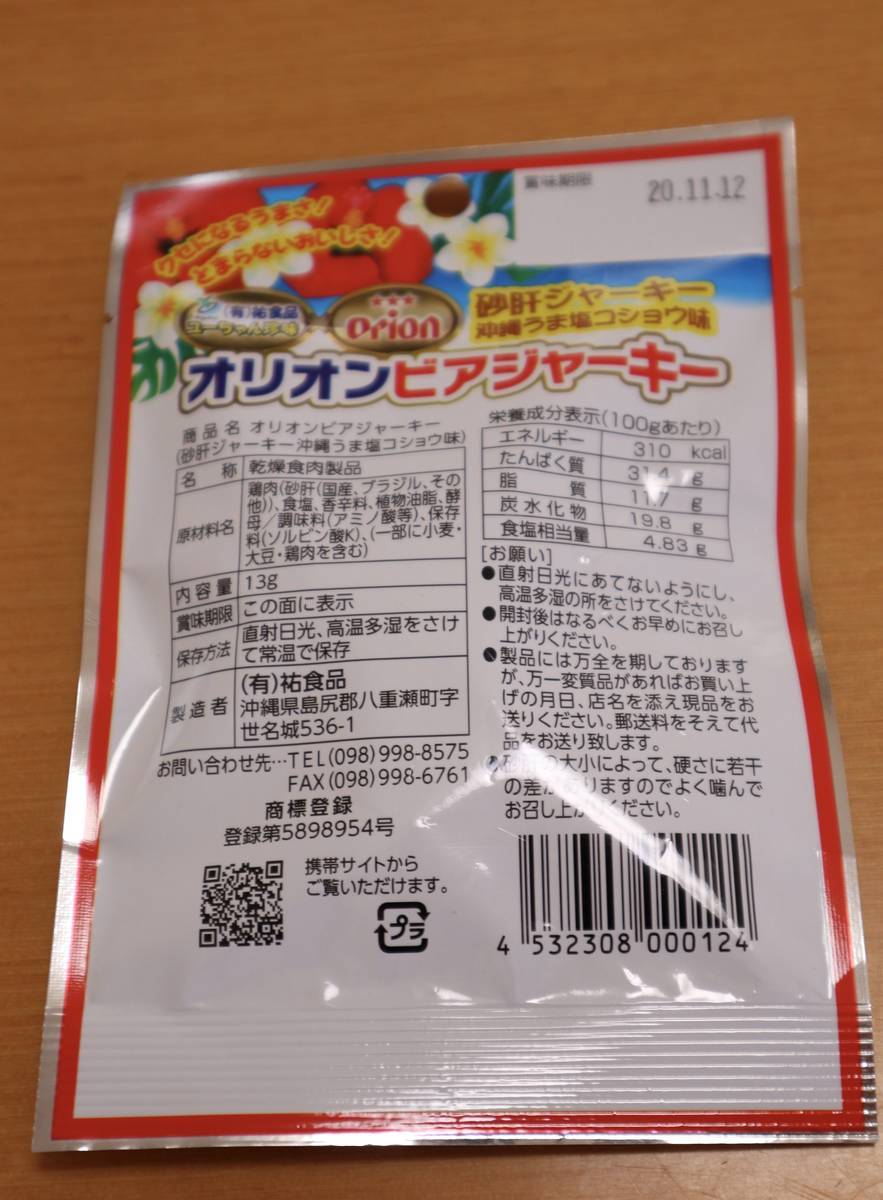 賞味期限
20.11.12
クセになるうまさ!
とまらないおいしさ!
(有)祐食品
ユーちゃん珍味
Orion
砂肝ジャーキー
沖縄うま塩コショウ味
オリオンビアジャーキー
商品名 オリオンビアジャーキー
(砂肝ジャーキー沖縄うま塩コショウ味)
名称 乾燥食肉製品
原材料名
鶏肉(砂肝(国産、ブラジル、その
他))、食塩、香辛料、植物油脂、酵
母/調味料(アミノ酸等)、保存
料(ソルビン酸K)、(一部に小麦・
大豆・鶏肉を含む)
内容量 13g
賞味期限 この面に表示
保存方法
直射日光、高温多湿をさけ
て常温で保存
製造者
(有)祐食品
沖縄県島尻郡八重瀬町字
世名城536-1
お問い合わせ先…TEL(098)998-8575
FAX(098)998-6761
商標登録
登録第5898954号
携帯サイトから
ご覧いただけます。
プラ
栄養成分表示(100gあたり)
エネルギー 310 kcal
たんぱく質 31.4 g
脂質 11.7 g
炭水化物 19.8 g
食塩相当量 4.83 g
[お願い]
●直射日光にあてないようにし、
高温多湿の所をさけてください。
●開封後はなるべくお早めにお召し
上がりください。
●製品には万全を期しております
が、万一変質品があればお買い上
げの月日、店名を添え現品をお
送りください。郵送料をそえて代
品をお送り致します。
●砂肝の大小によって、硬さに若干
の差がありますのでよく噛んで
お召し上がりください。
4 532308 000124